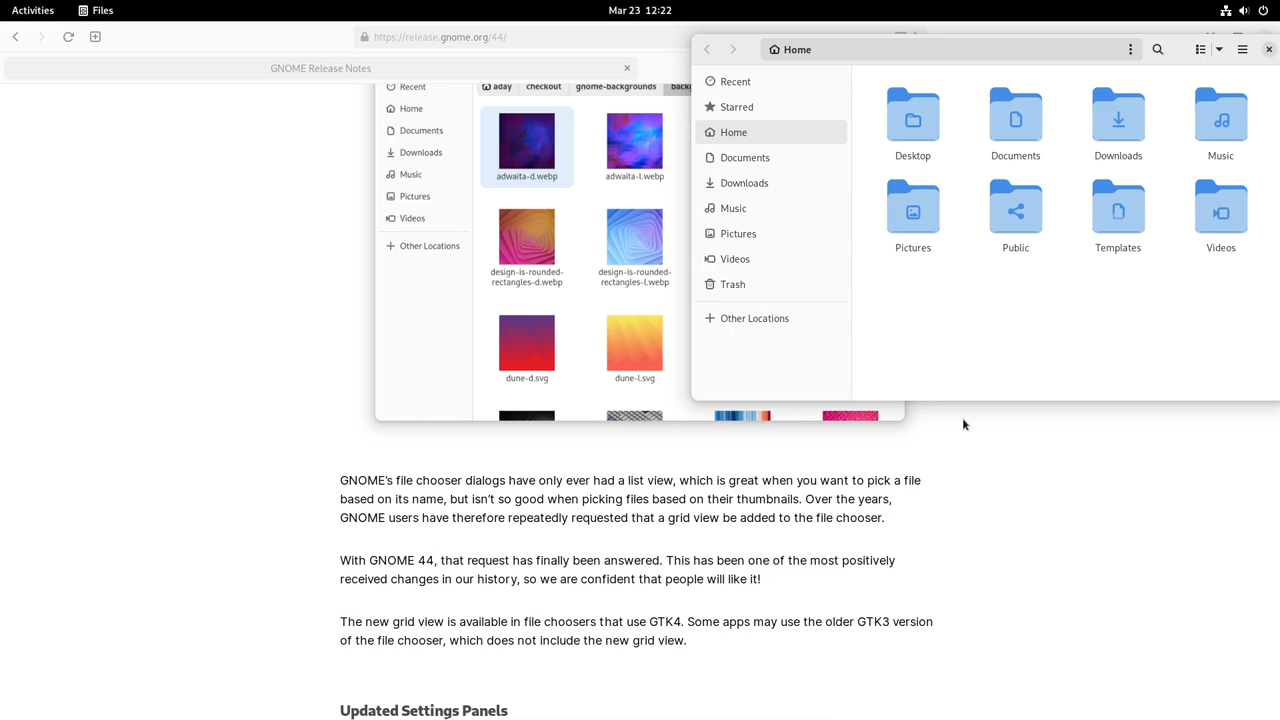 Activities
Files
Mar 23 12:22
https://release.gnome.org/44/
GNOME Release Notes
Recent
Home
Documents
Downloads
Music
Pictures
Videos
Other Locations
aday
checkout
gnome-backgrounds
adwaita-d.webp
adwaita-l.webp
design-is-rounded-
rectangles-d.webp
design-is-rounded-
rectangles-l.webp
dune-d.svg
dune-l.svg
Home
Recent
Starred
Home
Documents
Downloads
Music
Pictures
Videos
Trash
Other Locations
Desktop
Documents
Downloads
Music
Pictures
Public
Templates
Videos
GNOME’s file chooser dialogs have only ever had a list view, which is great when you want to pick a file
based on its name, but isn’t so good when picking files based on their thumbnails. Over the years,
GNOME users have therefore repeatedly requested that a grid view be added to the file chooser.
With GNOME 44, that request has finally been answered. This has been one of the most positively
received changes in our history, so we are confident that people will like it!
The new grid view is available in file choosers that use GTK4. Some apps may use the older GTK3 version
of the file chooser, which does not include the new grid view.
Updated Settings Panels